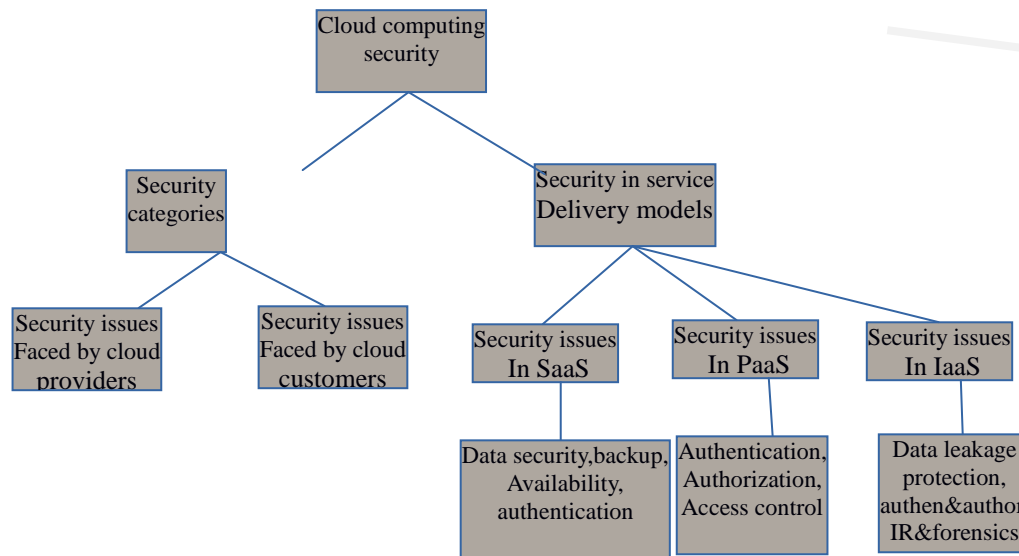 Cloud computing
security
Security
categories
Security in service
Delivery models
Security issues
Faced by cloud
providers
Security issues
Faced by cloud
customers
Security issues
In SaaS
Security issues
In PaaS
Security issues
In IaaS
Data security,backup,
Availability,
authentication
Authentication,
Authorization,
Access control
Data leakage
protection,
authen&author
IR&forensics